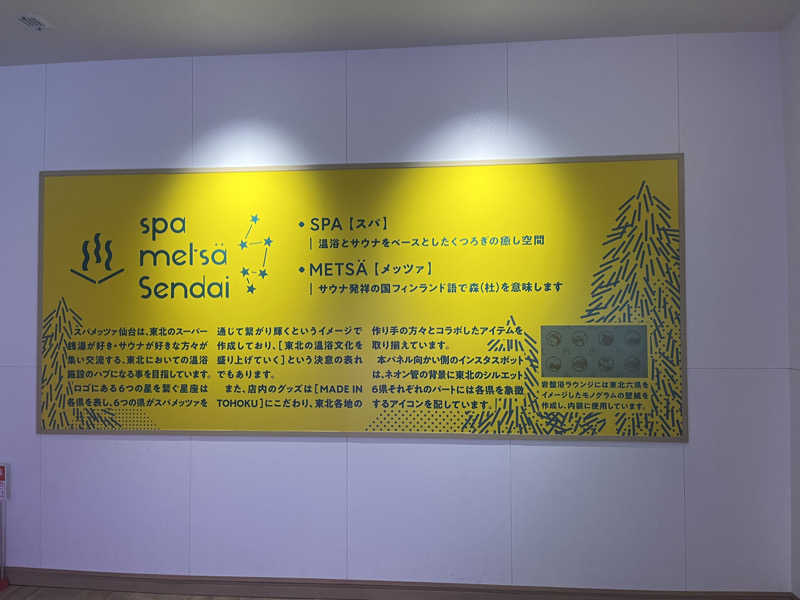 spa
metsä
Sendai
SPA【スパ】
温浴とサウナをベースとしたくつろぎの癒し空間
METSÄ【メッツァ】
サウナ発祥の国フィンランド語で森(杜)を意味します
スパメッツァ仙台は、東北のスーパー
銭湯が好き・サウナが好きな方々が
集い交流する、東北においての温浴
施設のハブになる事を目指しています。
ロゴにある6つの星を繋ぐ星座は
各県を表し、6つの県がスパメッツァを
通じて繋がり輝くというイメージで
作成しており、[東北の温浴文化を
盛り上げていく]という決意の表れ
でもあります。
また、店内のグッズは[MADE IN
TOHOKU]にこだわり、東北各地の
作り手の方々とコラボしたアイテムを
取り揃えています。
本パネル向かい側のインスタスポット
は、ネオン管の背景に東北のシルエット
6県それぞれのパートには各県を象徴
するアイコンを配しています。
岩盤浴ラウンジには東北六県を
イメージしたモノグラムの壁紙を
作成し、内装に使用しています。